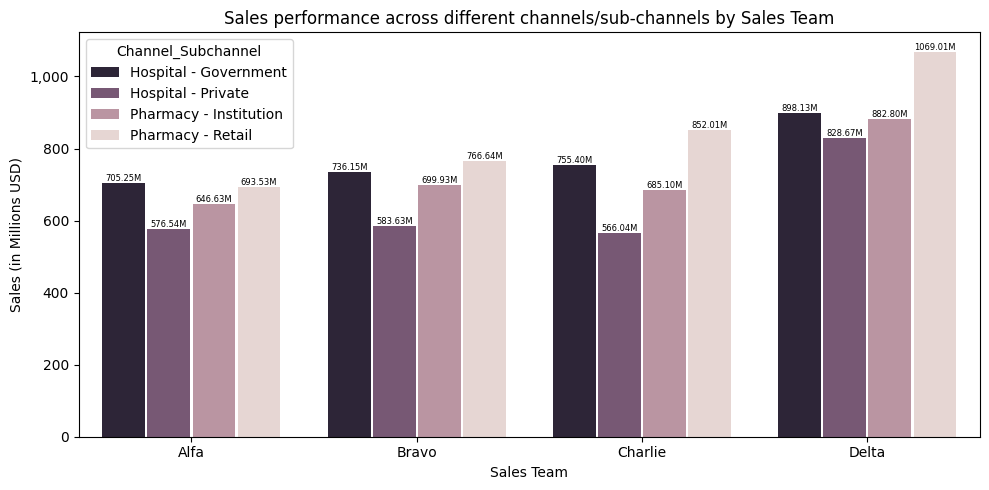 Sales performance across different channels/sub-channels by Sales Team
Channel_Subchannel
Hospital - Government
Hospital - Private
Pharmacy - Institution
Pharmacy - Retail
Sales (in Millions USD)
1,000
800
600
400
200
0
705.25M
576.54M
646.63M
693.53M
736.15M
583.63M
699.93M
766.64M
755.40M
566.04M
685.10M
852.01M
898.13M
828.67M
882.80M
1069.01M
Alfa
Bravo
Charlie
Delta
Sales Team